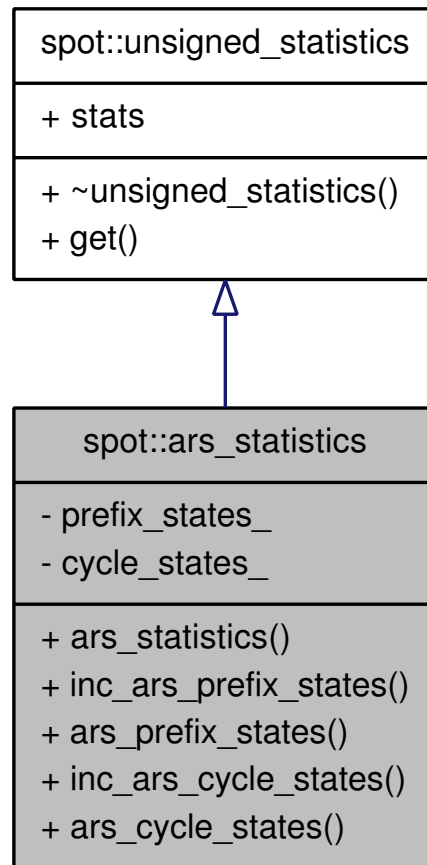 spot::unsigned_statistics
+ stats
+ ~unsigned_statistics()
+ get()
spot::ars_statistics
- prefix_states_
- cycle_states_
+ ars_statistics()
+ inc_ars_prefix_states()
+ ars_prefix_states()
+ inc_ars_cycle_states()
+ ars_cycle_states()